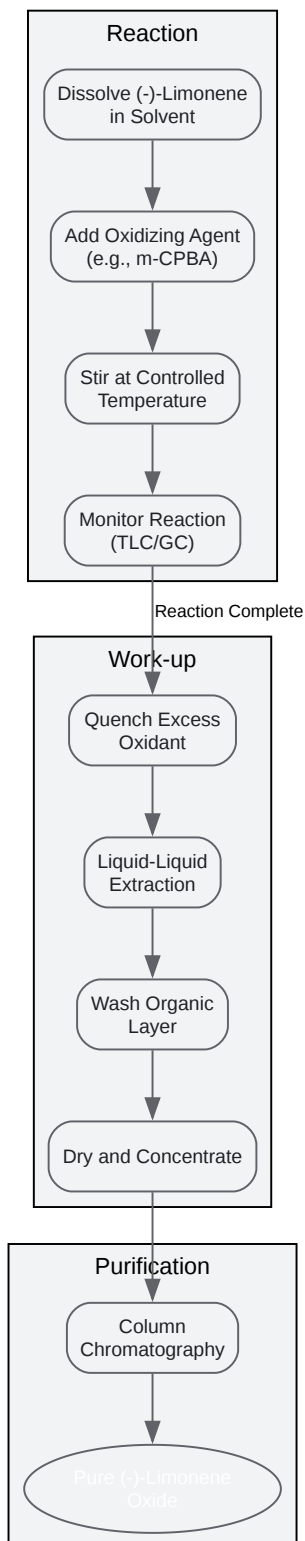 Reaction
Dissolve (-)-Limonene
in Solvent
Add Oxidizing Agent
(e.g., m-CPBA)
Stir at Controlled
Temperature
Monitor Reaction
(TLC/GC)
Reaction Complete
Work-up
Quench Excess
Oxidant
Liquid-Liquid
Extraction
Wash Organic
Layer
Dry and Concentrate
Purification
Column
Chromatography
Pure (-)-Limonene
Oxide